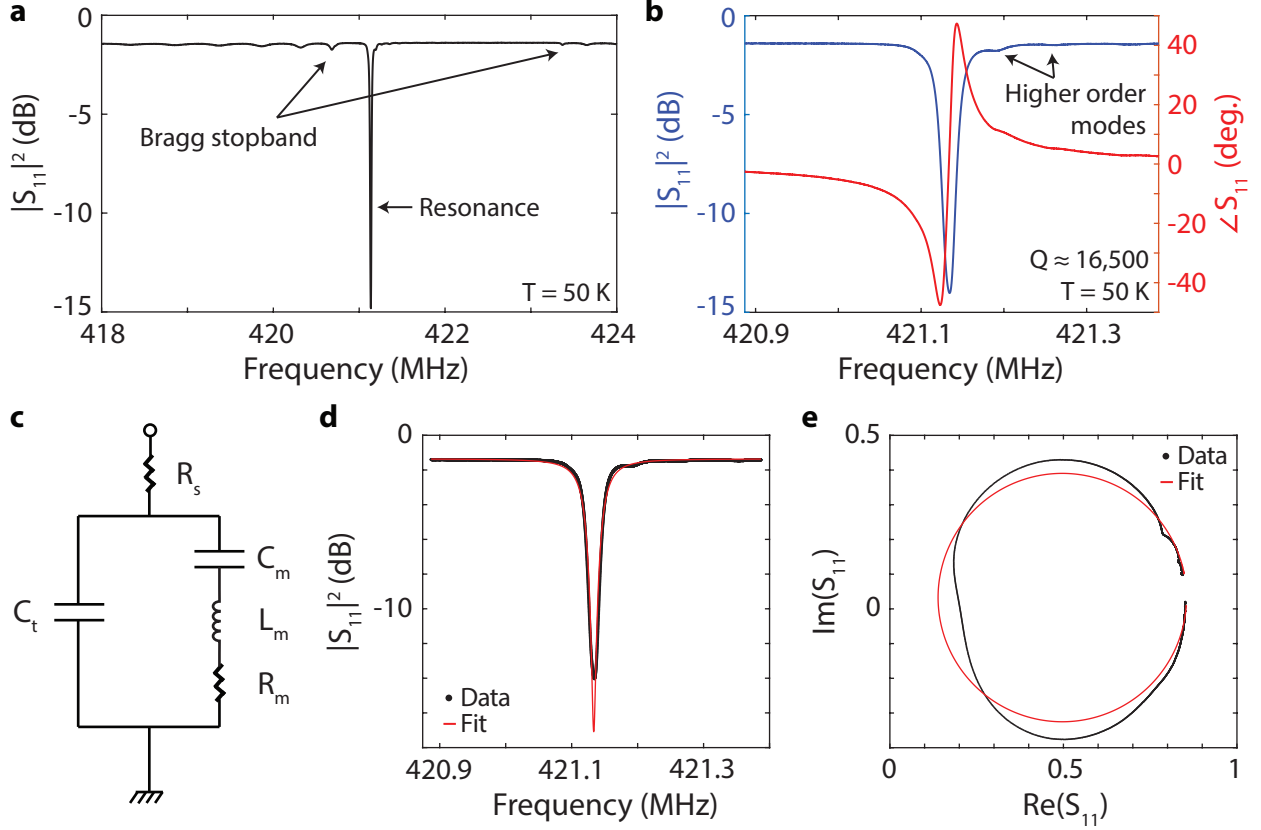 a
0
-5
-10
-15
|S11|² (dB)
Bragg stopband
Resonance
T = 50 K
418
420
422
424
Frequency (MHz)
b
0
-5
-10
-15
|S11|² (dB)
40
20
0
-20
-40
∠S11 (deg.)
Higher order
modes
Q ≈ 16,500
T = 50 K
420.9
421.1
421.3
Frequency (MHz)
c
Rs
Ct
Cm
Lm
Rm
d
0
-10
|S11|² (dB)
Data
Fit
420.9
421.1
421.3
Frequency (MHz)
e
0.5
0
Im(S11)
Data
Fit
0
0.5
1
Re(S11)